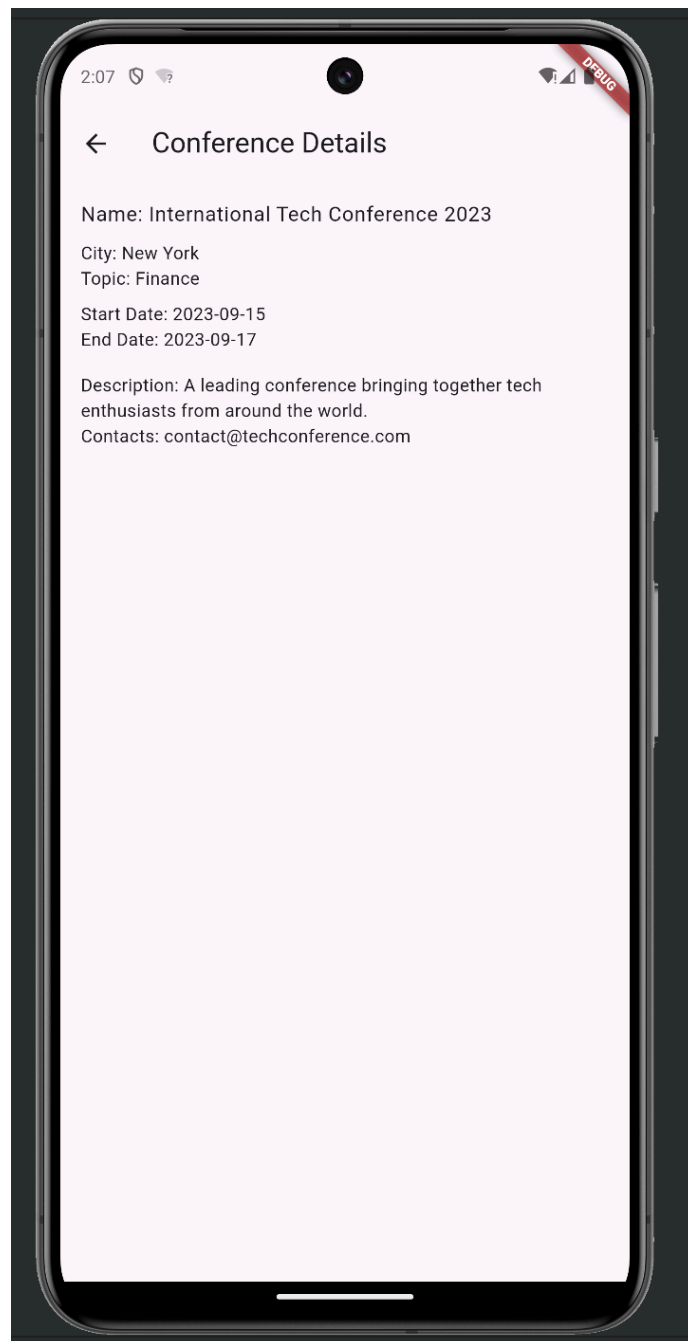 2:07
DEBUG
Conference Details
Name: International Tech Conference 2023
City: New York
Topic: Finance
Start Date: 2023-09-15
End Date: 2023-09-17
Description: A leading conference bringing together tech
enthusiasts from around the world.
Contacts: contact@techconference.com